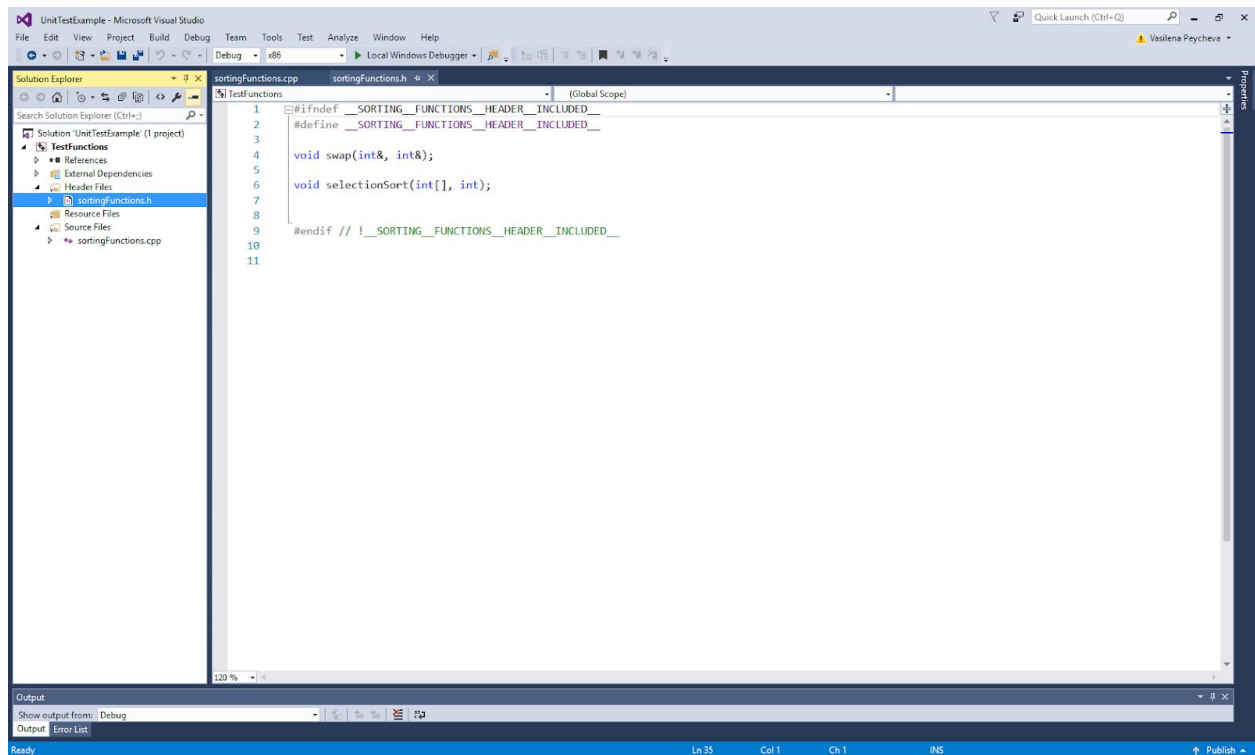 UnitTestExample - Microsoft Visual Studio
Quick Launch (Ctrl+Q)
File Edit View Project Build Debug Team Tools Test Analyze Window Help
Vasilena Peycheva
Debug x86 Local Windows Debugger
Solution Explorer
Search Solution Explorer (Ctrl+;)
Solution 'UnitTestExample' (1 project)
TestFunctions
References
External Dependencies
Header Files
sortingFunctions.h
Resource Files
Source Files
sortingFunctions.cpp
sortingFunctions.cpp sortingFunctions.h
TestFunctions (Global Scope)
1 #ifndef __SORTING__FUNCTIONS__HEADER__INCLUDED__
2 #define __SORTING__FUNCTIONS__HEADER__INCLUDED__
3
4 void swap(int&, int&);
5
6 void selectionSort(int[], int);
7
8
9 #endif // !__SORTING__FUNCTIONS__HEADER__INCLUDED__
10
11
120 %
Properties
Output
Show output from: Debug
Output Error List
Ready Ln 35 Col 1 Ch 1 INS Publish